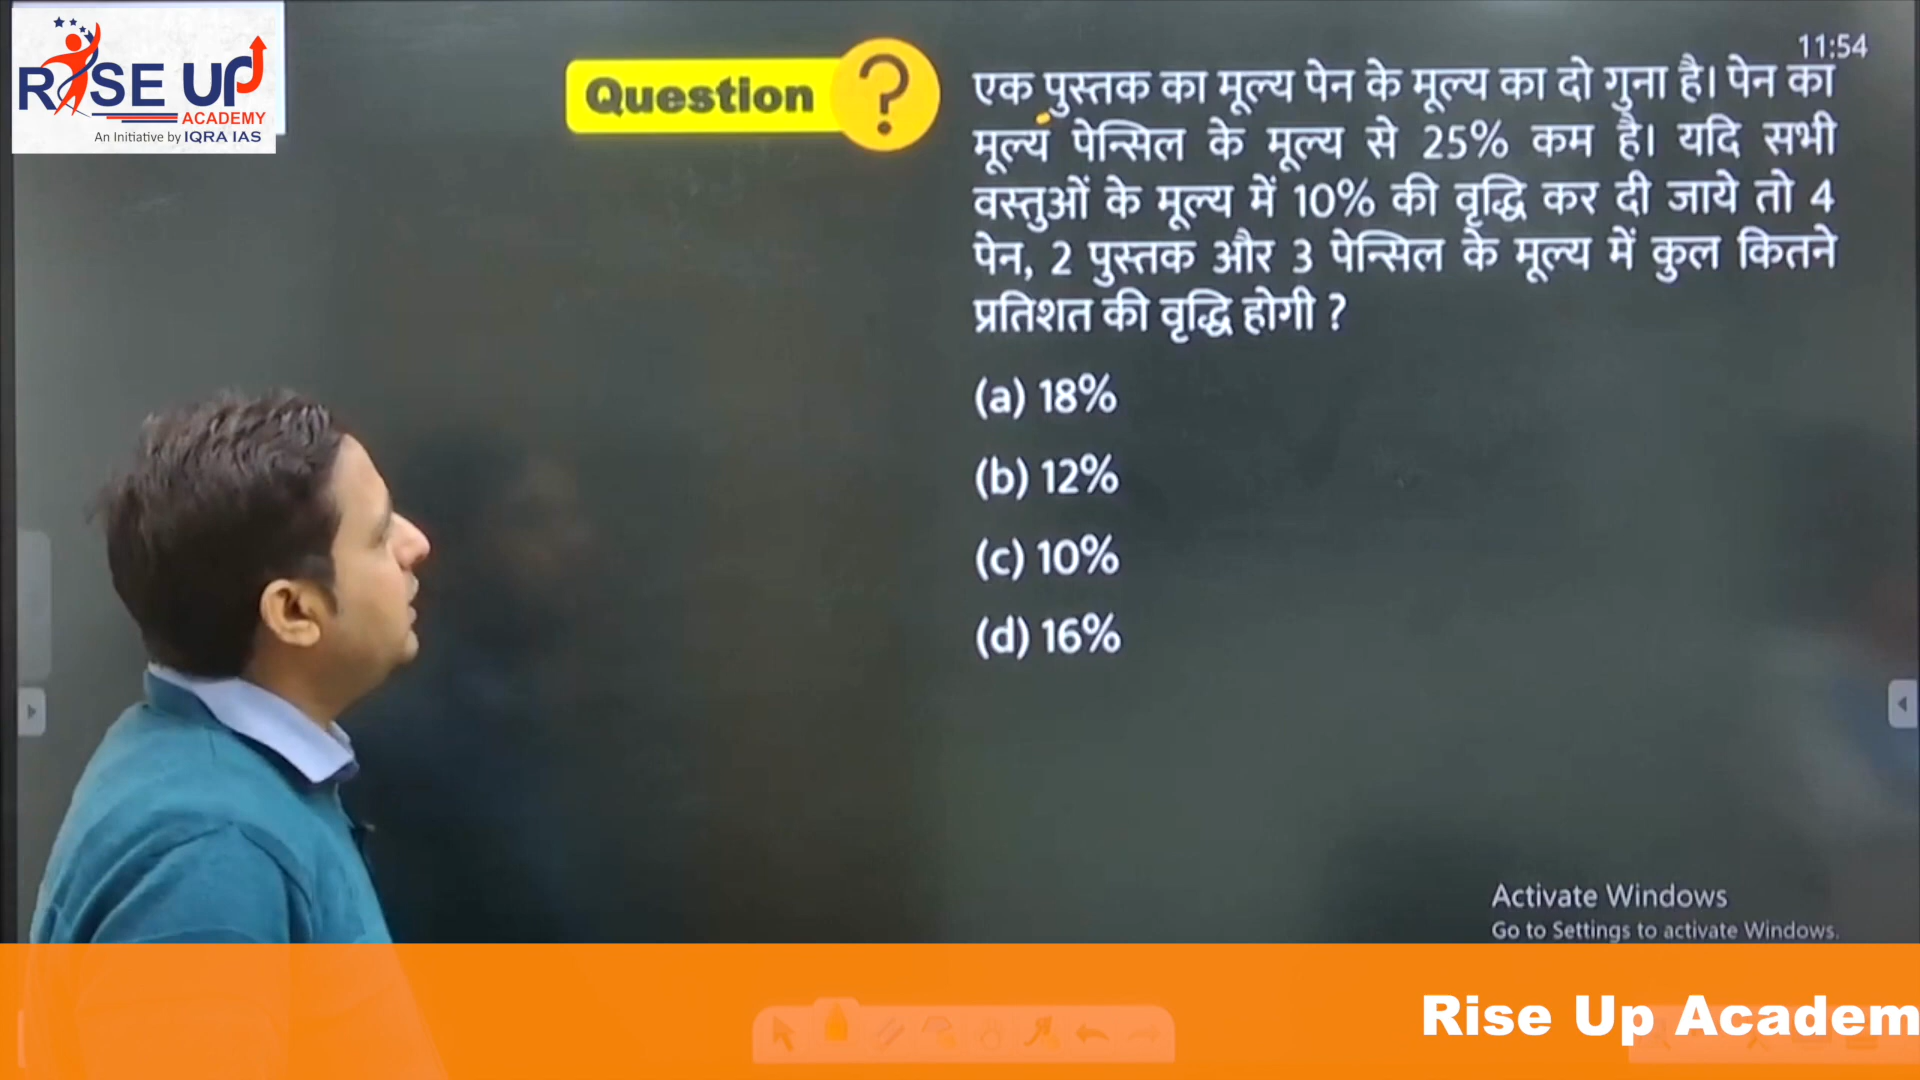 RISE UP
ACADEMY
An Initiative by IQRA IAS
Question ?
11:54
एक पुस्तक का मूल्य पेन के मूल्य का दो गुना है। पेन का
मूल्य पेन्सिल के मूल्य से 25% कम है। यदि सभी
वस्तुओं के मूल्य में 10% की वृद्धि कर दी जाये तो 4
पेन, 2 पुस्तक और 3 पेन्सिल के मूल्य में कुल कितने
प्रतिशत की वृद्धि होगी ?
(a) 18%
(b) 12%
(c) 10%
(d) 16%
Activate Windows
Go to Settings to activate Windows.
Rise Up Academ